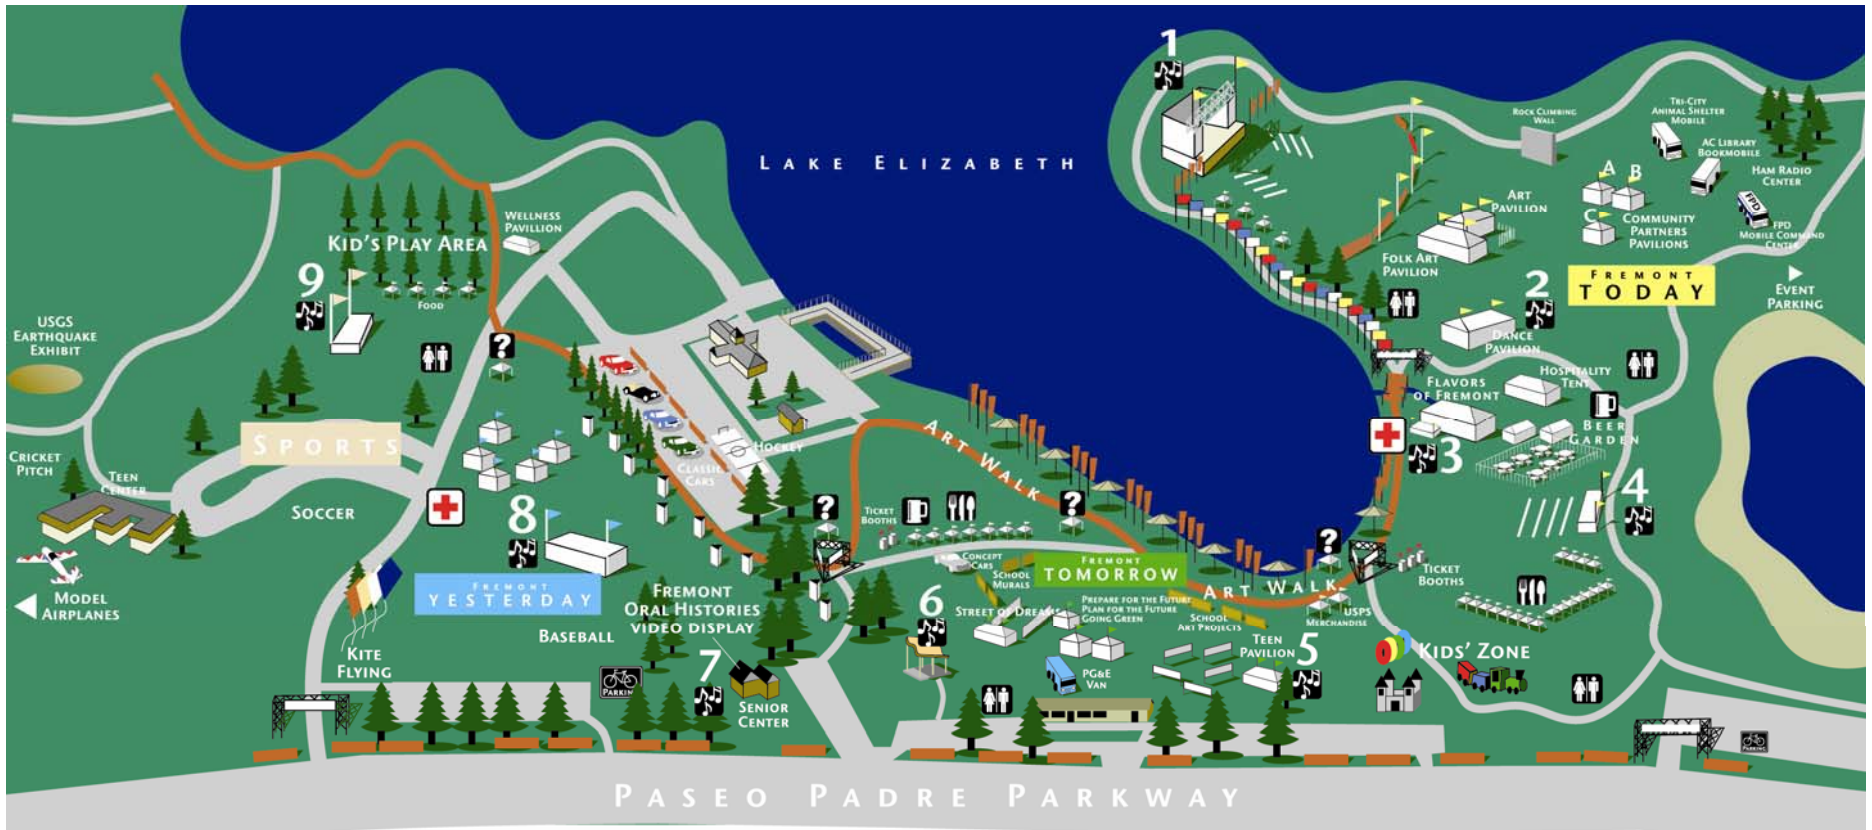 1
LAKE ELIZABETH
ROCK CLIMBING
WALL
TRI-CITY
ANIMAL SHELTER
MOBILE
AC LIBRARY
BOOKMOBILE
HAM RADIO
CENTER
A
B
C
FPD
FPD
MOBILE COMMAND
CENTER
COMMUNITY
PARTNERS
PAVILIONS
ART
PAVILION
FOLK ART
PAVILION
WELLNESS
PAVILLION
KID'S PLAY AREA
9
FOOD
USGS
EARTHQUAKE
EXHIBIT
2
FREMONT
TODAY
EVENT
PARKING
DANCE
PAVILION
?
HOSPITALITY
TENT
FLAVORS
OF FREMONT
BEER
GARDEN
3
4
SPORTS
CRICKET
PITCH
TEEN
CENTER
SOCCER
HOCKEY
CLASSIC
CARS
ART WALK
8
?
TICKET
BOOTHS
?
?
CONCEPT
CARS
SCHOOL
MURALS
FREMONT
TOMORROW
ART WALK
TICKET
BOOTHS
MODEL
AIRPLANES
FREMONT
YESTERDAY
FREMONT
ORAL HISTORIES
VIDEO DISPLAY
BASEBALL
6
STREET OF DREAMS
PREPARE FOR THE FUTURE
PLAN FOR THE FUTURE
GOING GREEN
SCHOOL
ART PROJECTS
USPS
MERCHANDISE
KITE
FLYING
PARKING
7
SENIOR
CENTER
PG&E
VAN
TEEN
PAVILION
5
KIDS' ZONE
PARKING
PASEO PADRE PARKWAY